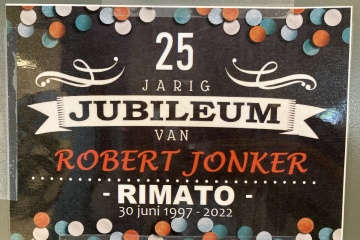 25
JARIG
JUBILEUM
VAN
ROBERT JONKER
- RIMATO -
30 juni 1997 - 2022